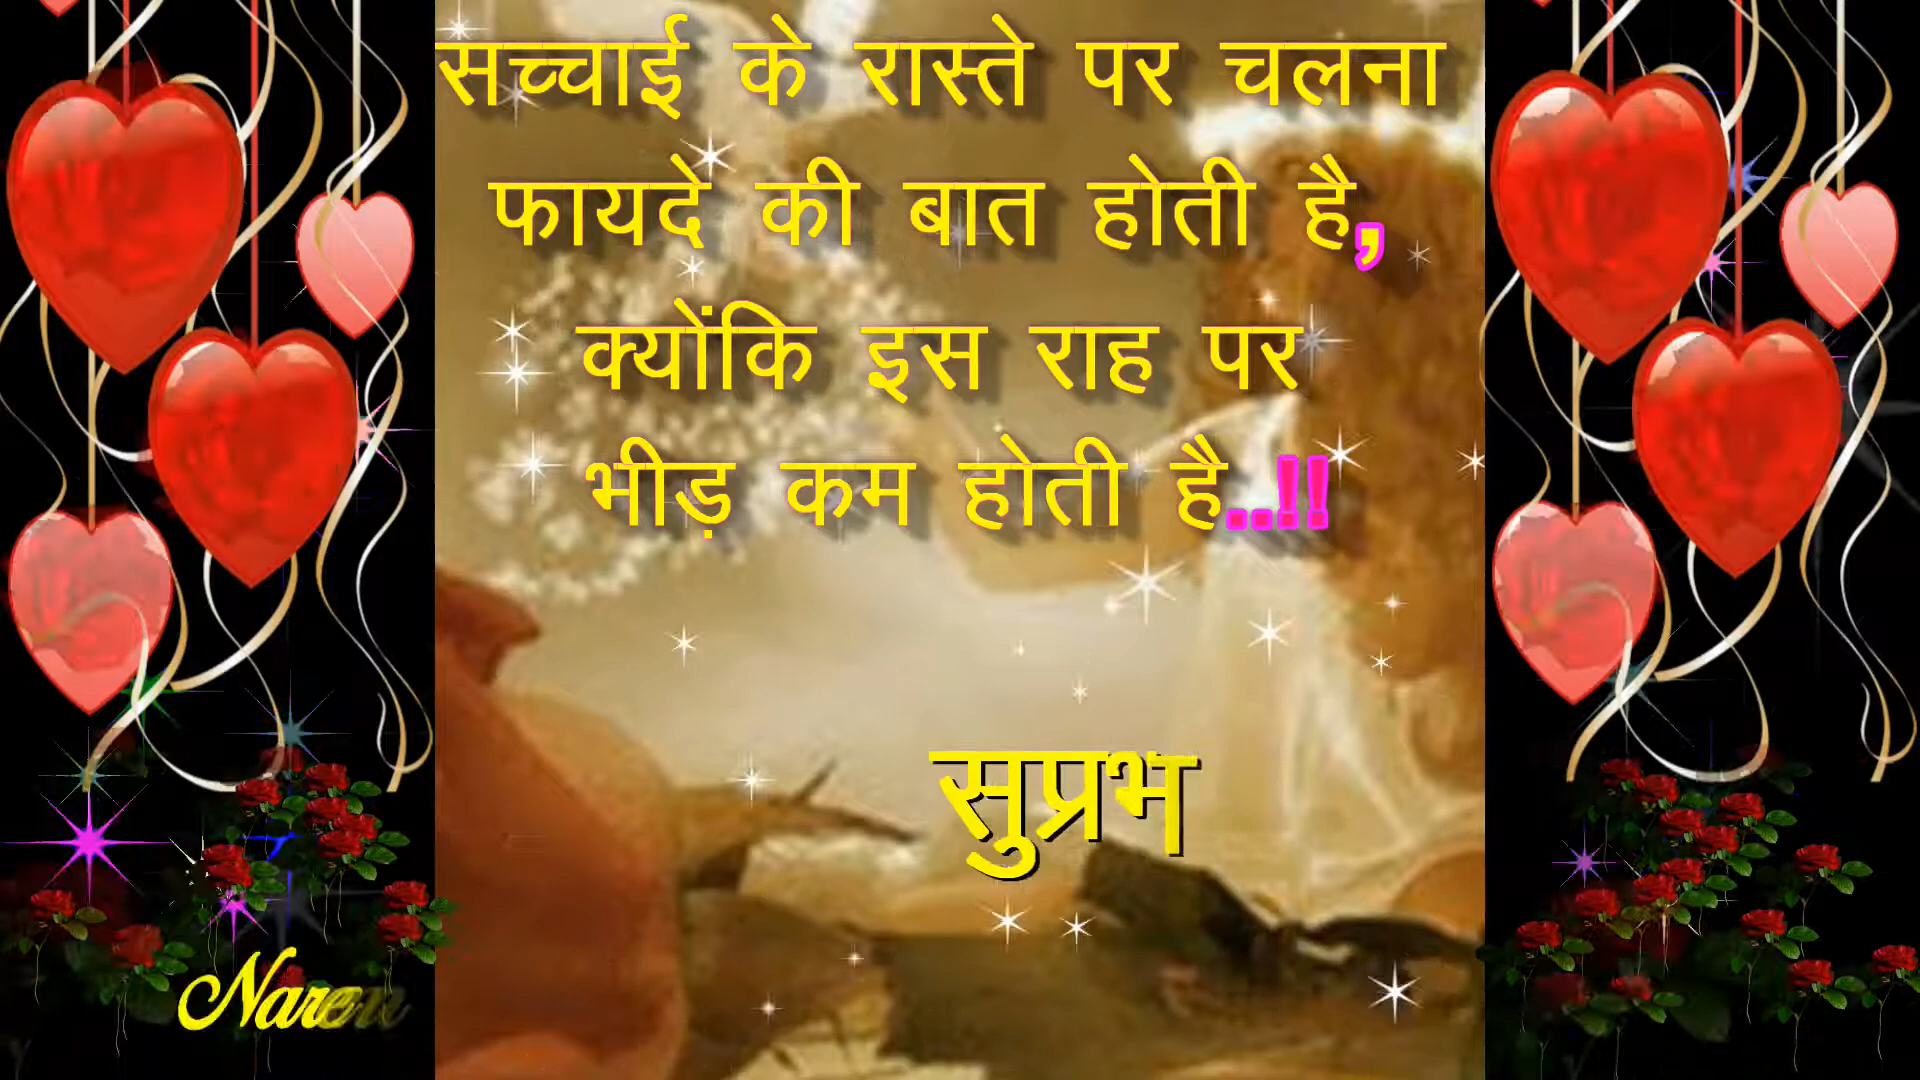 सच्चाई के रास्ते पर चलना
फायदे की बात होती है,
क्योंकि इस राह पर
भीड़ कम होती है..!!
सुप्रभ
Naren